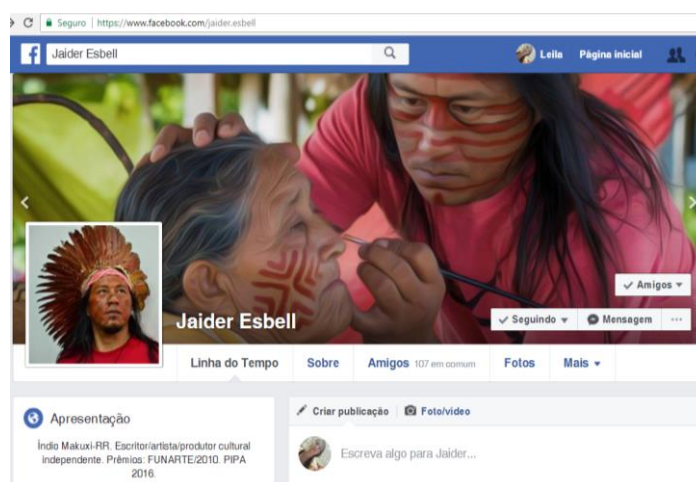 Seguro | https://www.facebook.com/jaider.esbell
f Jaider Esbell Leila Página inicial
Amigos
Jaider Esbell Seguindo Mensagem ...
Linha do Tempo Sobre Amigos 107 em comum Fotos Mais
Apresentação
Índio Makuxi-RR. Escritor/artista/produtor cultural
independente. Prêmios: FUNARTE/2010. PIPA
2016.
Criar publicação Foto/vídeo
Escreva algo para Jaider...